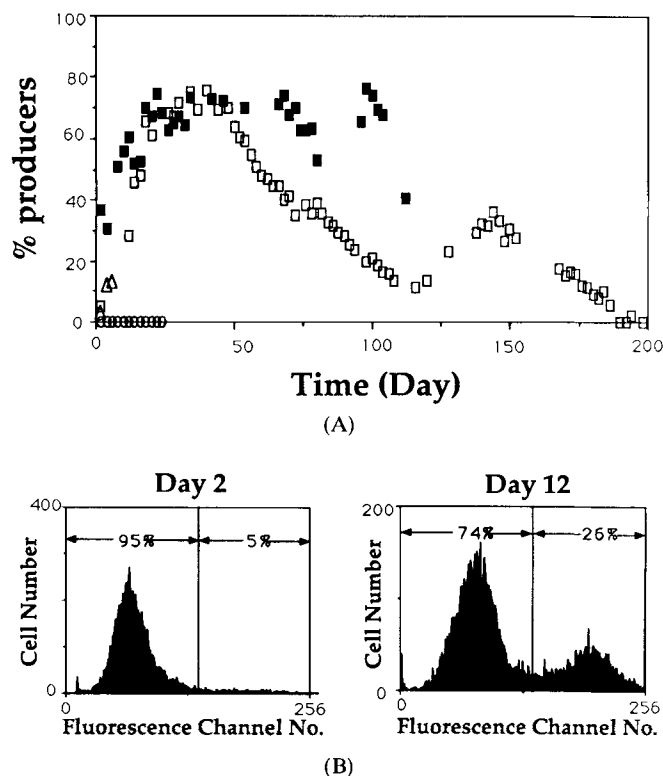 100
80
60
40
20
0
% producers
0 50 100 150 200
Time (Day)
(A)
Day 2
400
95% 5%
Cell Number
0
0 256
Fluorescence Channel No.
Day 12
200
74% 26%
Cell Number
0
0 256
Fluorescence Channel No.
(B)